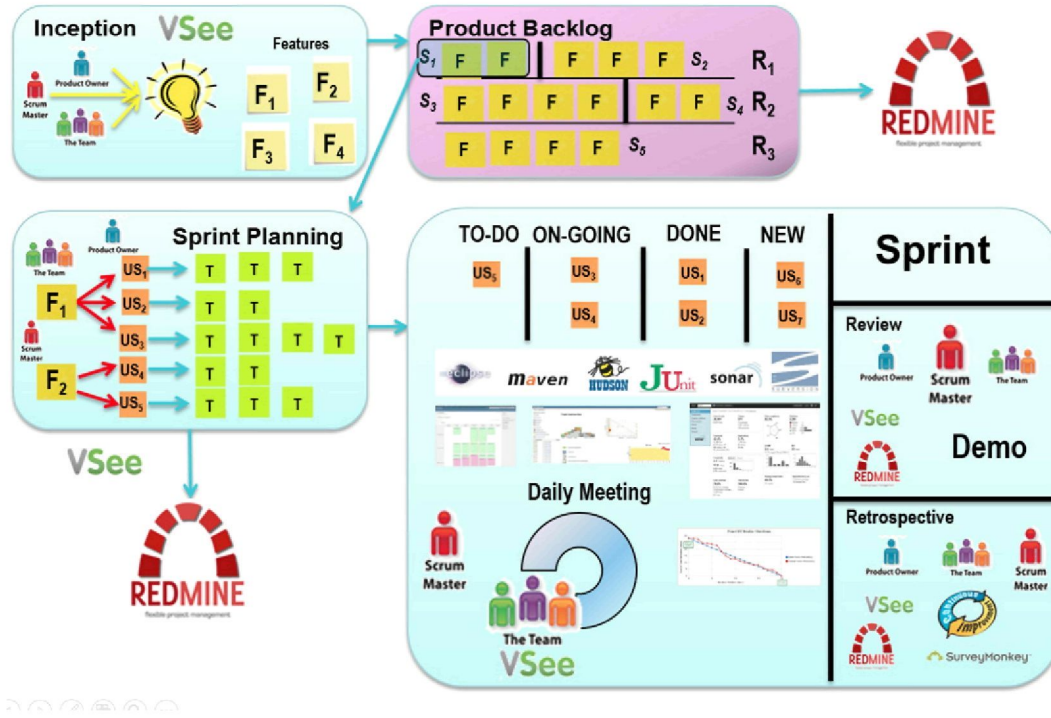 Inception
VSee
Features
Product Owner
Scrum
Master
The Team
F1
F2
F3
F4
Product Backlog
S1 F F F F F S2 R1
S3 F F F F F F S4 R2
F F F F S5 R3
REDMINE
flexible project management
Sprint Planning
Product Owner
The Team
F1
Scrum
Master
F2
US1 T T T
US2 T T
US3 T T T T
US4 T T
US5 T T T
VSee
REDMINE
flexible project management
TO-DO ON-GOING DONE NEW
US5 US3 US1 US6
US4 US2 US7
eclipse maven HUDSON JUnit sonar SUBVERSION
Daily Meeting
Scrum
Master
The Team
VSee
Sprint
Review
Product Owner
Scrum
Master
The Team
VSee
REDMINE
Demo
Retrospective
Product Owner
The Team
Scrum
Master
VSee
Continuous
Improvement
REDMINE
SurveyMonkey